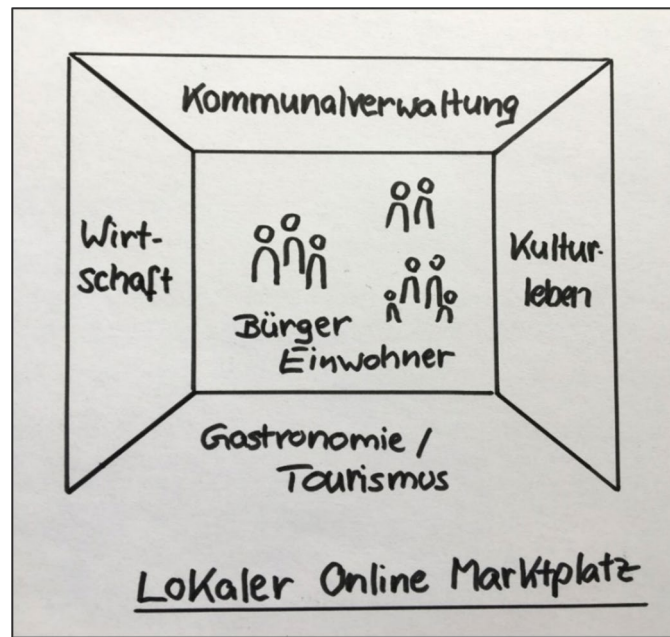 Kommunalverwaltung
Wirt-
schaft
Kultur-
leben
Bürger
Einwohner
Gastronomie /
Tourismus
Lokaler Online Marktplatz